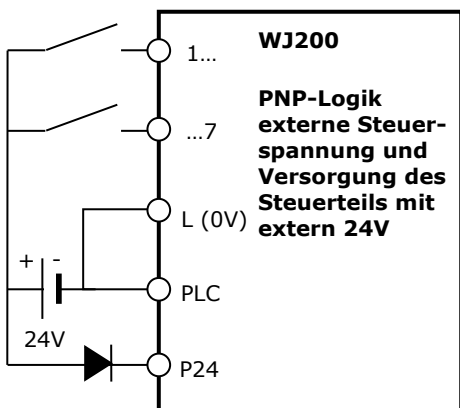 WJ200
1...
PNP-Logik
externe Steuer-
spannung und
Versorgung des
Steuerteils mit
extern 24V
...7
L (0V)
+ -
PLC
24V
P24